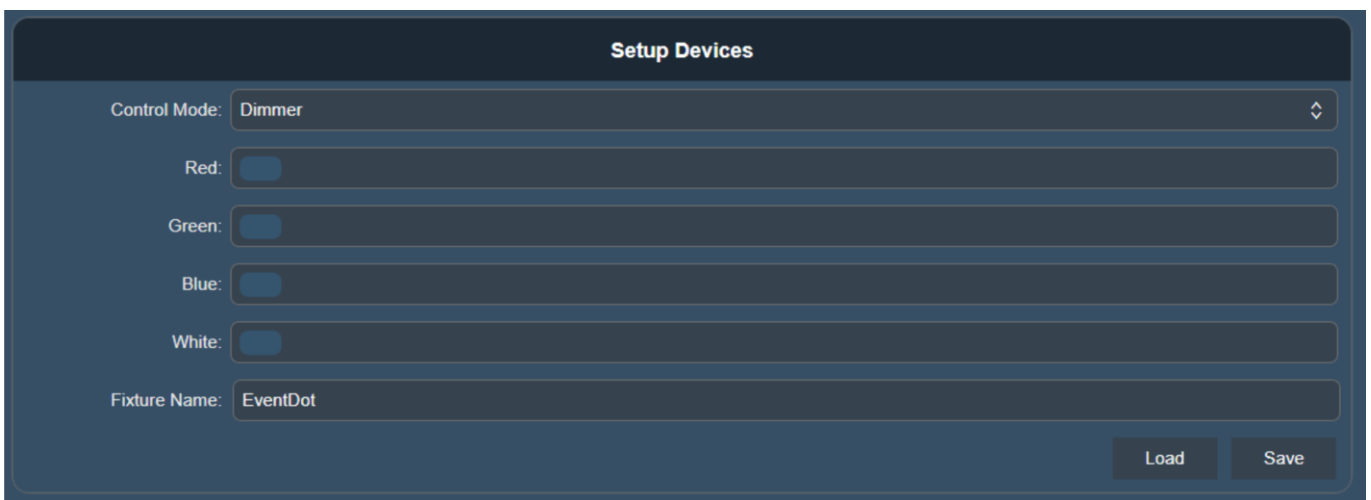 Setup Devices
Control Mode: Dimmer
Red:
Green:
Blue:
White:
Fixture Name: EventDot
Load Save